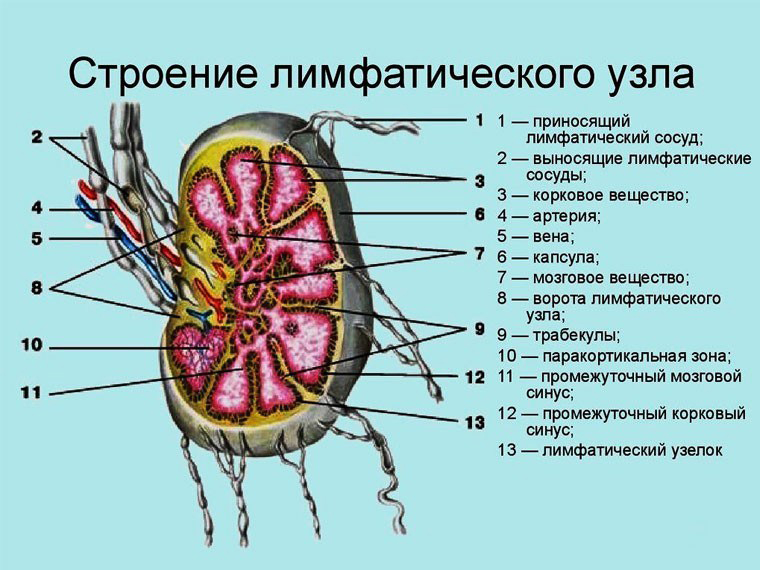 Строение лимфатического узла
2
4
5
8
10
11
1
3
6
7
9
12
13
1 — приносящий
лимфатический сосуд;
2 — выносящие лимфатические
сосуды;
3 — корковое вещество;
4 — артерия;
5 — вена;
6 — капсула;
7 — мозговое вещество;
8 — ворота лимфатического
узла;
9 — трабекулы;
10 — паракортикальная зона;
11 — промежуточный мозговой
синус;
12 — промежуточный корковый
синус;
13 — лимфатический узелок